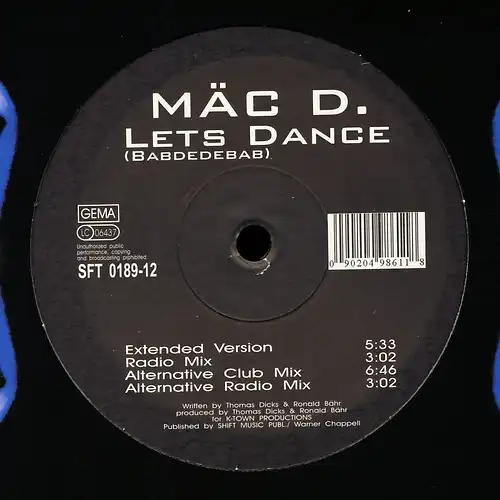 MÄC D.
LETS DANCE
(BABDEDEBAB)
GEMA
LC 06437
Unauthorized public
performance, copying
and broadcasting prohibited
SFT 0189-12
0 90204 98611 8
Extended Version 5:33
Radio Mix 3:02
Alternative Club Mix 6:46
Alternative Radio Mix 3:02
Written by Thomas Dicks & Ronald Bähr
produced by Thomas Dicks & Ronald Bähr
for K-TOWN PRODUCTIONS
Published by SHIFT MUSIC PUBL./ Warner Chappell